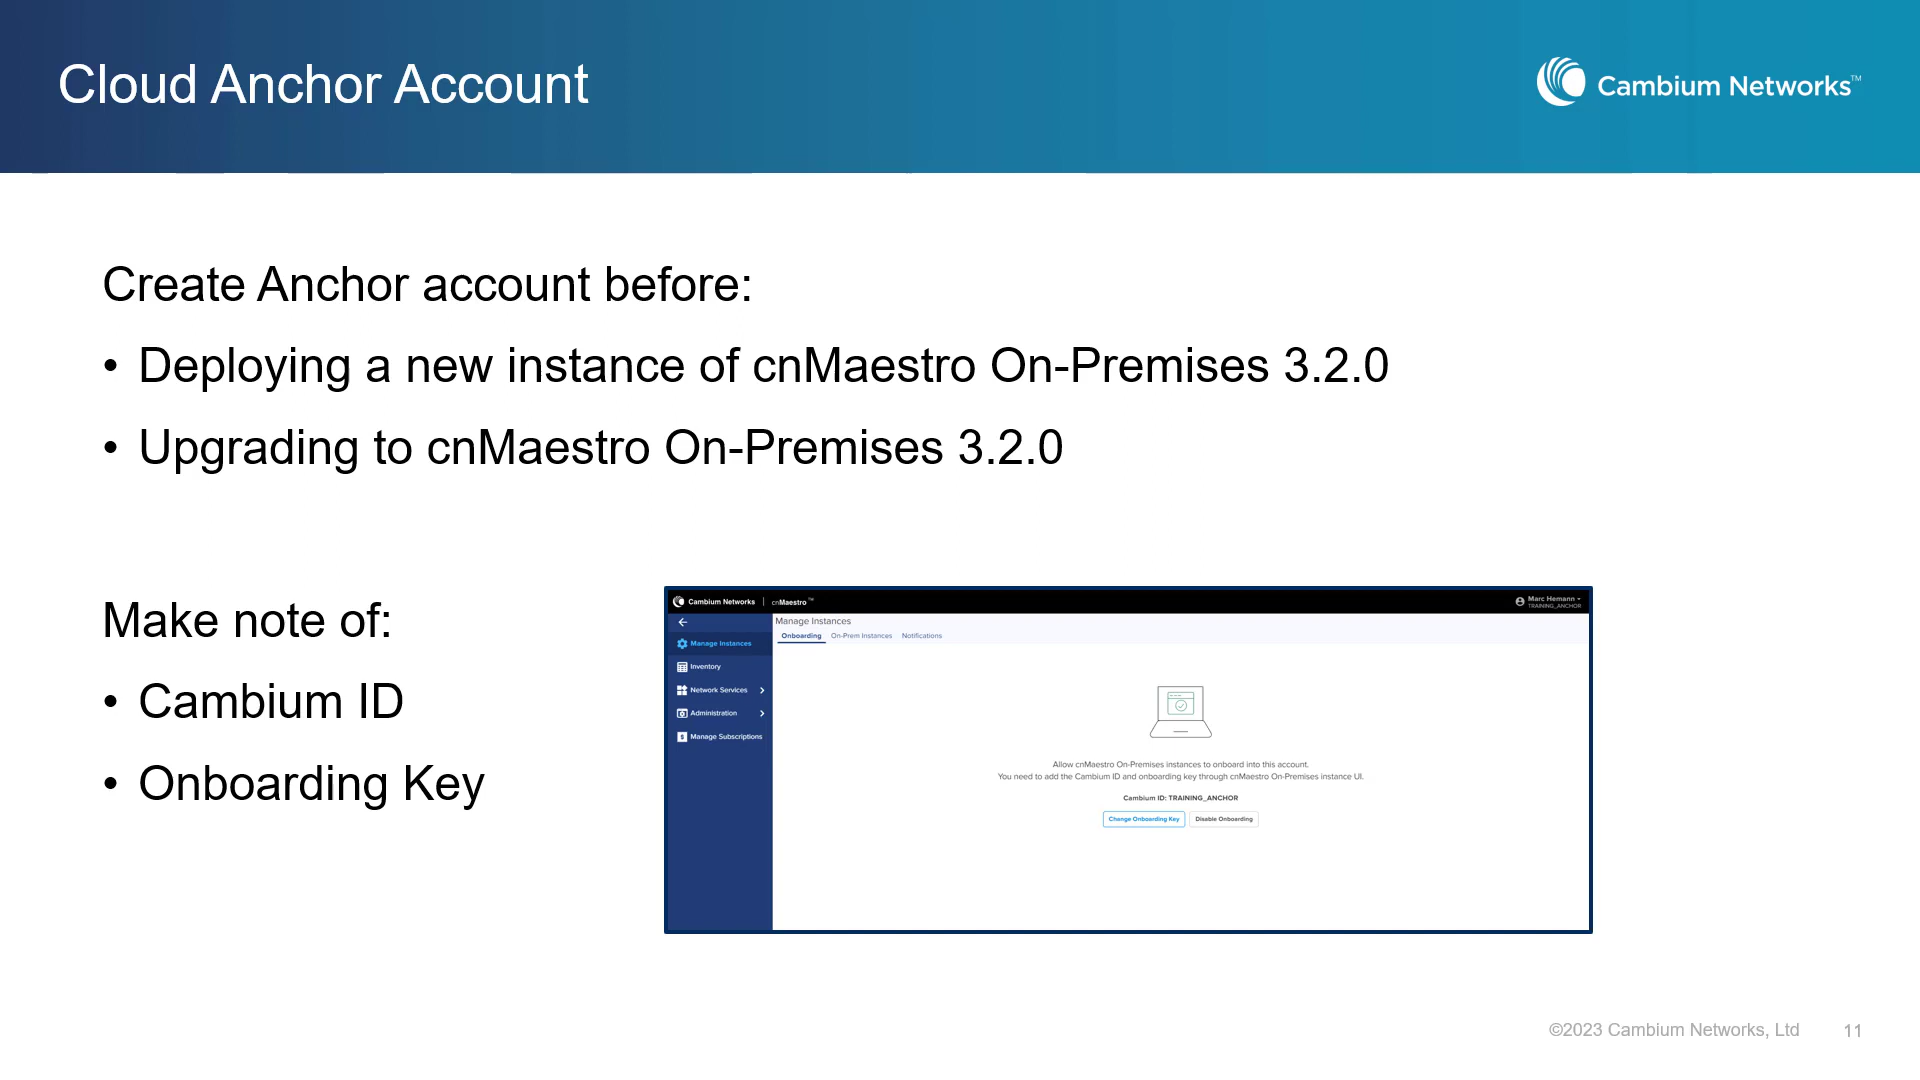 Cloud Anchor Account
Cambium Networks™
Create Anchor account before:
• Deploying a new instance of cnMaestro On-Premises 3.2.0
• Upgrading to cnMaestro On-Premises 3.2.0
Make note of:
• Cambium ID
• Onboarding Key
Cambium Networks | cnMaestro™
Marc Hemann
TRAINING_ANCHOR
Manage Instances
Onboarding On-Prem Instances Notifications
Manage Instances
Inventory
Network Services
Administration
Manage Subscriptions
Allow cnMaestro On-Premises instances to onboard into this account.
You need to add the Cambium ID and onboarding key through cnMaestro On-Premises instance UI.
Cambium ID: TRAINING_ANCHOR
Change Onboarding Key Disable Onboarding
©2023 Cambium Networks, Ltd 11